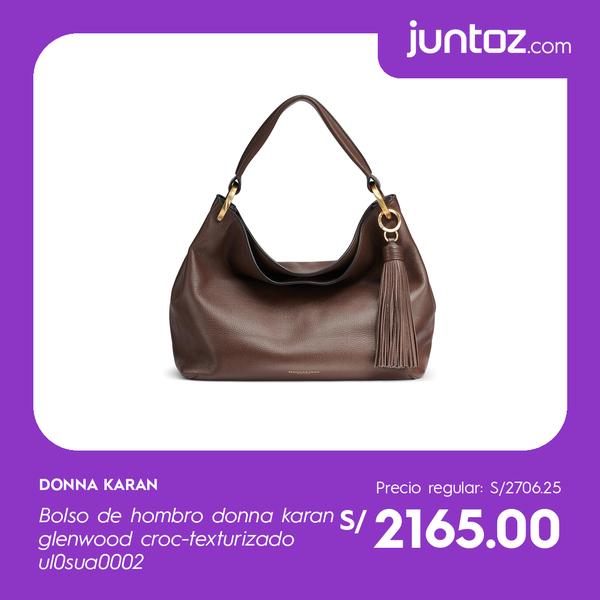 juntoz.com
DONNA KARAN
Bolso de hombro donna karan
glenwood croc-texturizado
ul0sua0002
Precio regular: S/2706.25
S/ 2165.00